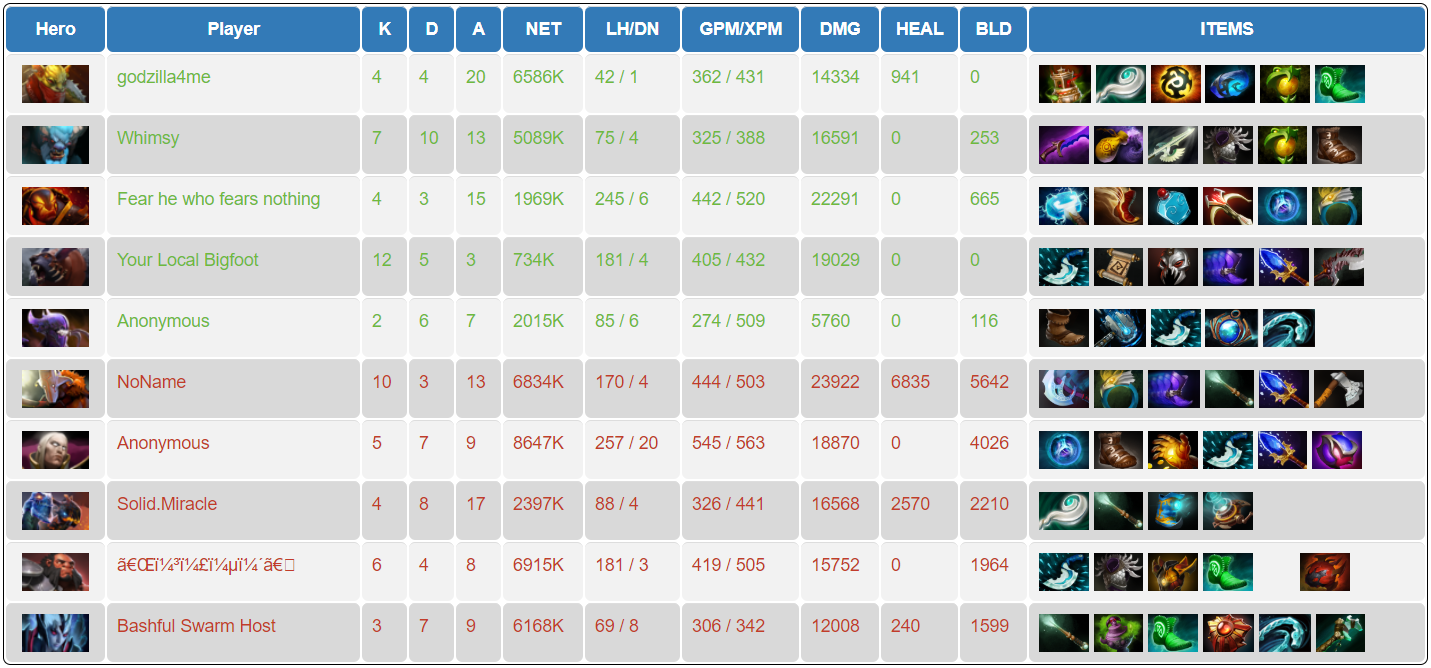 Hero Player K D A NET LH/DN GPM/XPM DMG HEAL BLD ITEMS
godzilla4me 4 4 20 6586K 42 / 1 362 / 431 14334 941 0
Whimsy 7 10 13 5089K 75 / 4 325 / 388 16591 0 253
Fear he who fears nothing 4 3 15 1969K 245 / 6 442 / 520 22291 0 665
Your Local Bigfoot 12 5 3 734K 181 / 4 405 / 432 19029 0 0
Anonymous 2 6 7 2015K 85 / 6 274 / 509 5760 0 116
NoName 10 3 13 6834K 170 / 4 444 / 503 23922 6835 5642
Anonymous 5 7 9 8647K 257 / 20 545 / 563 18870 0 4026
Solid.Miracle 4 8 17 2397K 88 / 4 326 / 441 16568 2570 2210
ã€Œï¼³ï¼£ï¼µï¼´ã€□ 6 4 8 6915K 181 / 3 419 / 505 15752 0 1964
Bashful Swarm Host 3 7 9 6168K 69 / 8 306 / 342 12008 240 1599